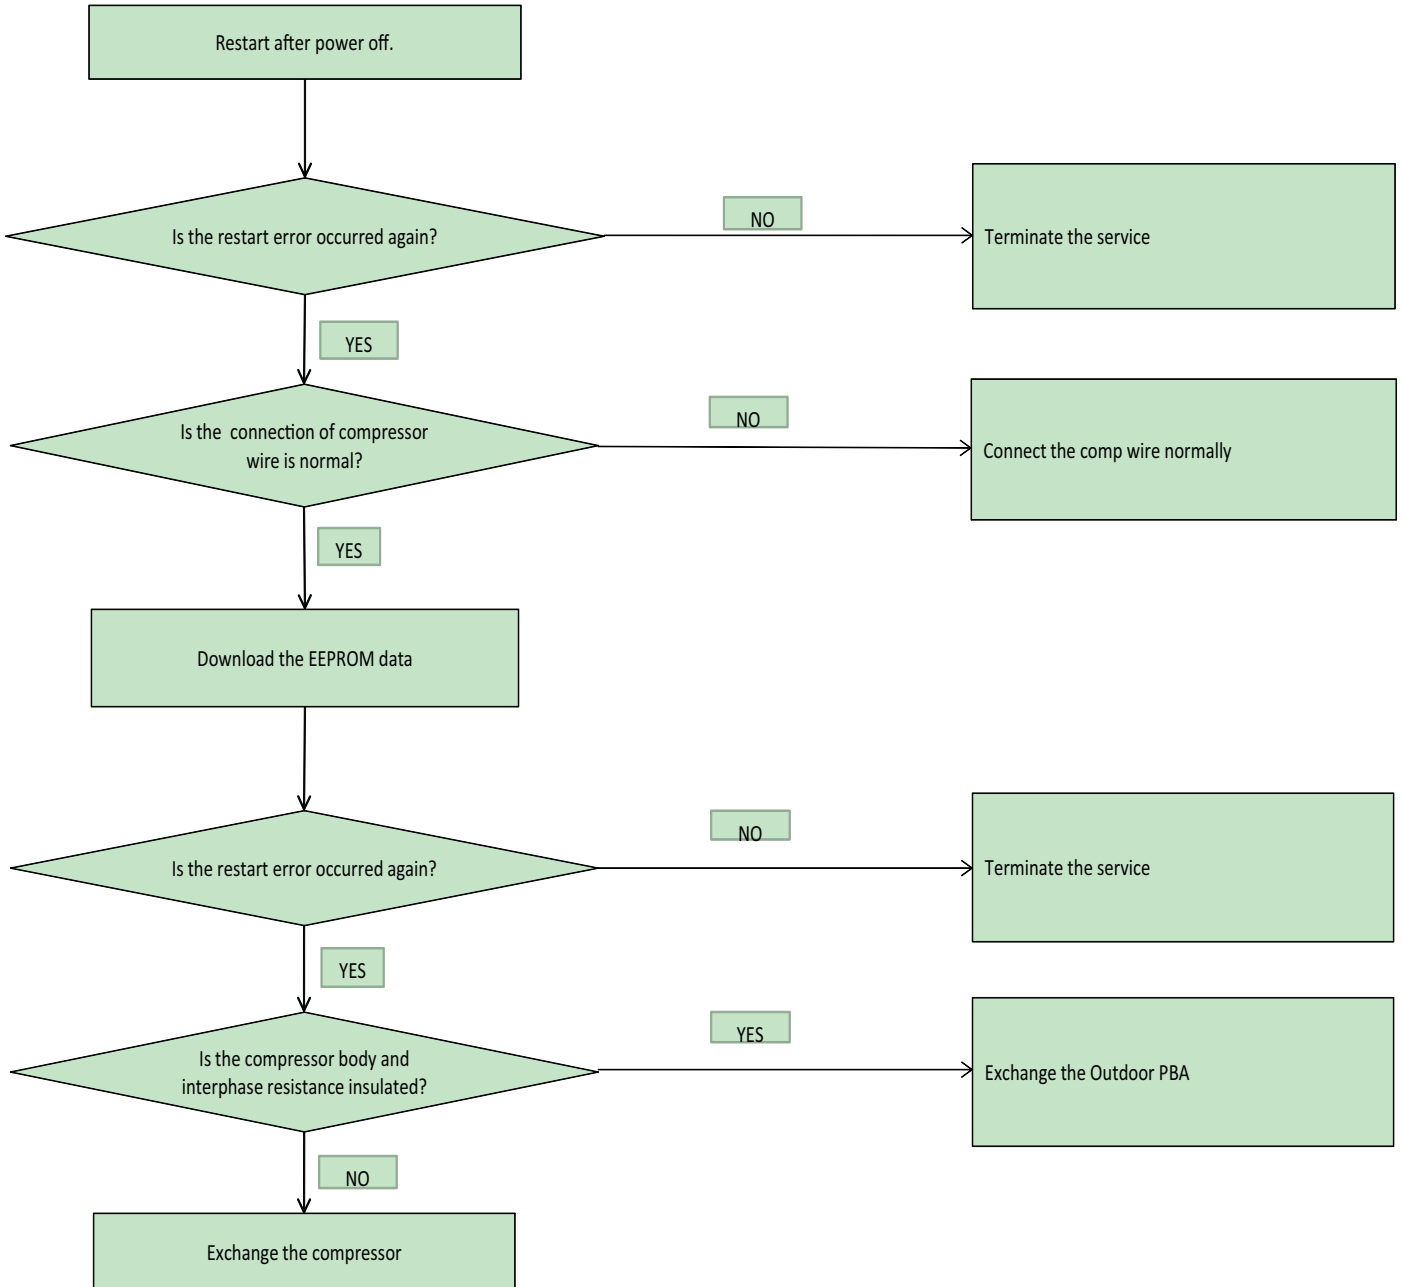 Restart after power off.
Is the restart error occurred again?
NO
Terminate the service
YES
Is the  connection of compressor
wire is normal?
NO
Connect the comp wire normally
YES
Download the EEPROM data
Is the restart error occurred again?
NO
Terminate the service
YES
Is the compressor body and
interphase resistance insulated?
YES
Exchange the Outdoor PBA
NO
Exchange the compressor